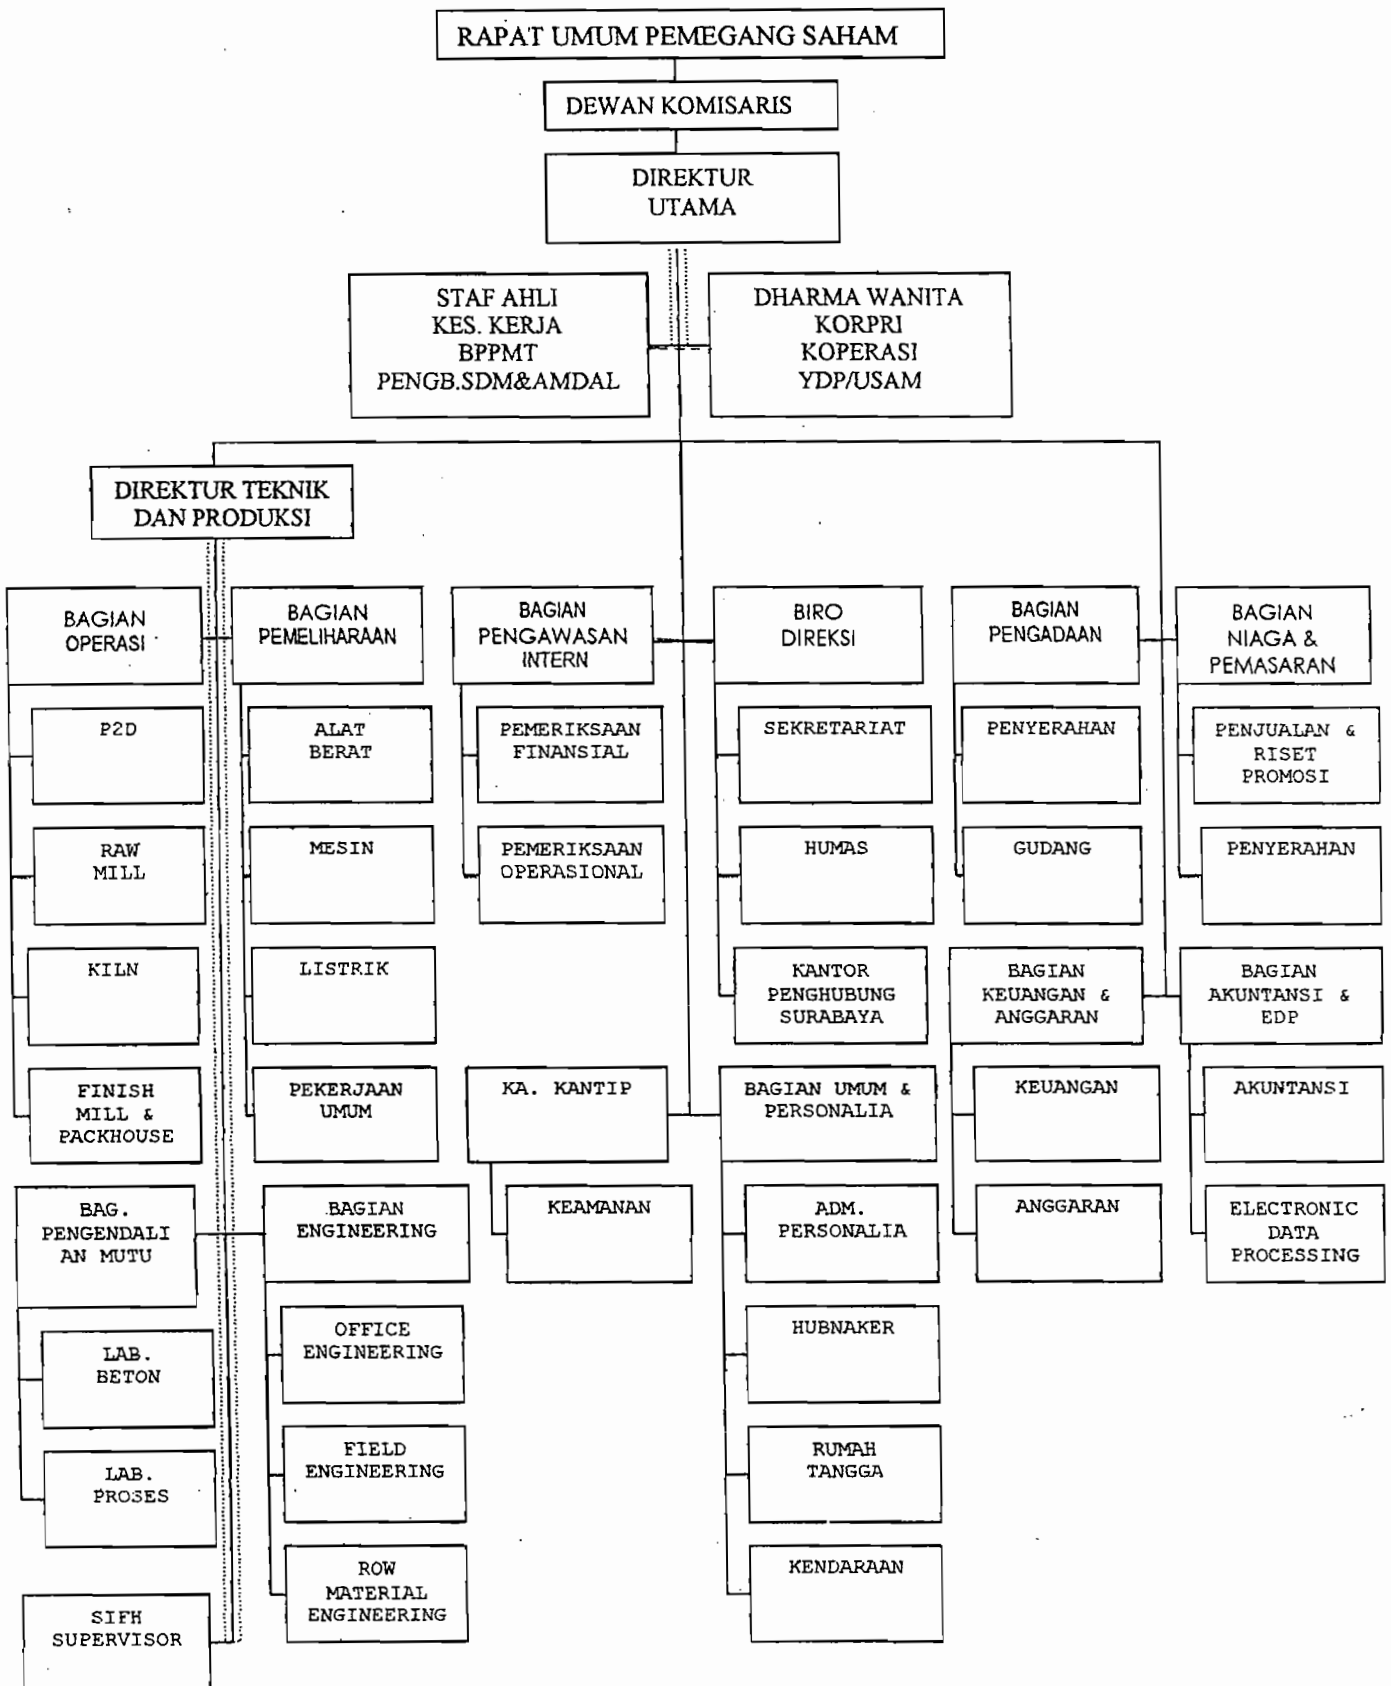 RAPAT UMUM PEMEGANG SAHAM
DEWAN KOMISARIS
DIREKTUR
UTAMA
STAF AHLI
KES. KERJA
BPPMT
PENGB.SDM&AMDAL
DHARMA WANITA
KORPRI
KOPERASI
YDP/USAM
DIREKTUR TEKNIK
DAN PRODUKSI
BAGIAN
OPERASI
BAGIAN
PEMELIHARAAN
BAGIAN
PENGAWASAN
INTERN
BIRO
DIREKSI
BAGIAN
PENGADAAN
BAGIAN
NIAGA &
PEMASARAN
P2D
ALAT
BERAT
PEMERIKSAAN
FINANSIAL
SEKRETARIAT
PENYERAHAN
PENJUALAN &
RISET
PROMOSI
RAW
MILL
MESIN
PEMERIKSAAN
OPERASIONAL
HUMAS
GUDANG
PENYERAHAN
KILN
LISTRIK
KANTOR
PENGHUBUNG
SURABAYA
BAGIAN
KEUANGAN &
ANGGARAN
BAGIAN
AKUNTANSI &
EDP
FINISH
MILL &
PACKHOUSE
PEKERJAAN
UMUM
KA. KANTIP
BAGIAN UMUM &
PERSONALIA
KEUANGAN
AKUNTANSI
BAG.
PENGENDALI
AN MUTU
BAGIAN
ENGINEERING
KEAMANAN
ADM.
PERSONALIA
ANGGARAN
ELECTRONIC
DATA
PROCESSING
LAB.
BETON
OFFICE
ENGINEERING
HUBNAKER
LAB.
PROSES
FIELD
ENGINEERING
RUMAH
TANGGA
ROW
MATERIAL
ENGINEERING
KENDARAAN
SIFH
SUPERVISOR